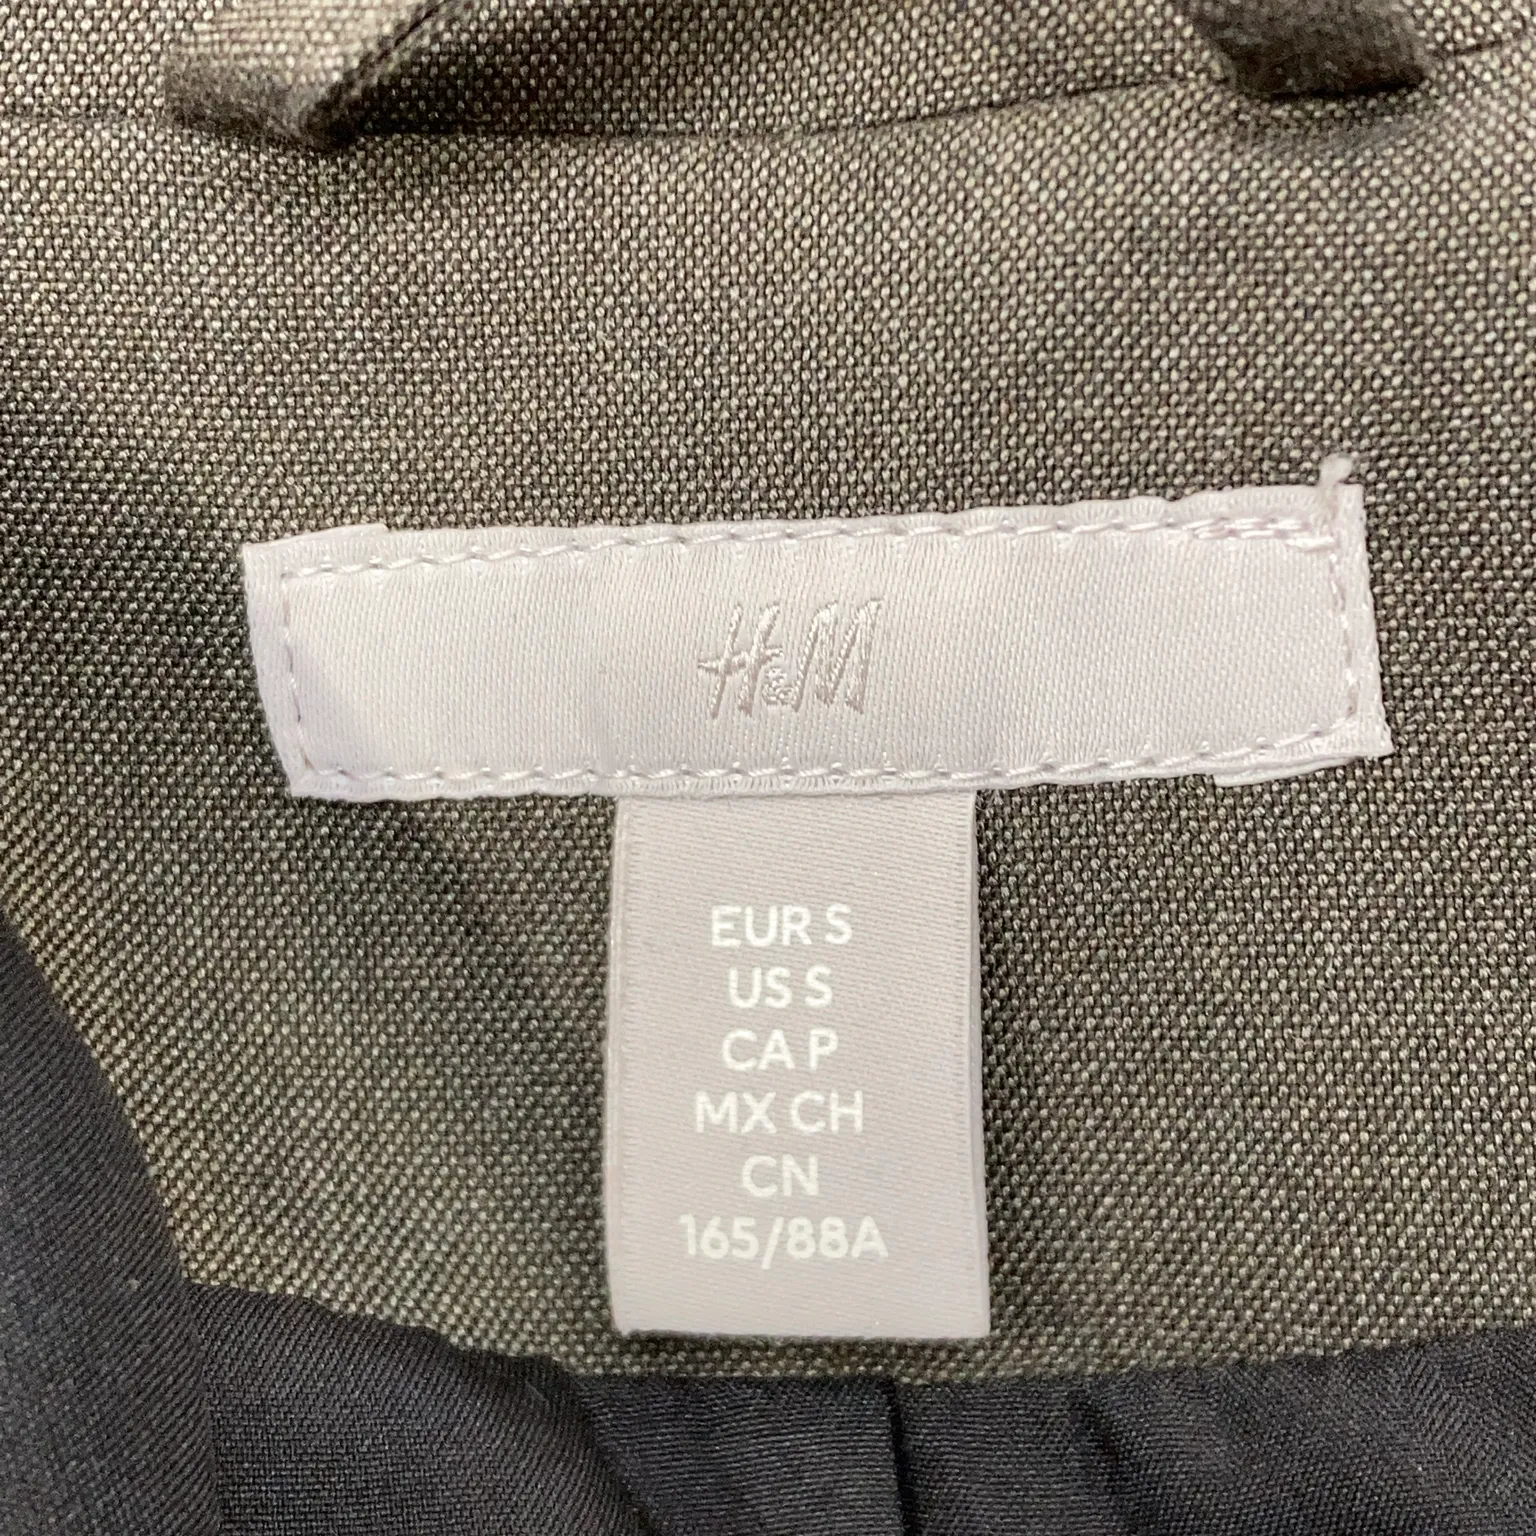 H&M
EUR S
US S
CA P
MX CH
CN
165/88A